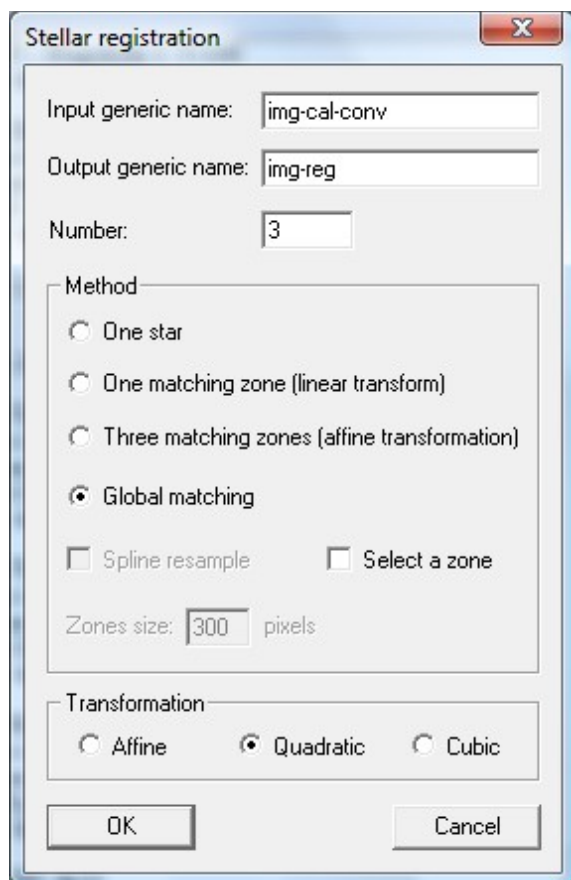 Stellar registration
Input generic name: img-cal-conv
Output generic name: img-reg
Number: 3
Method
One star
One matching zone (linear transform)
Three matching zones (affine transformation)
Global matching
Spline resample Select a zone
Zones size: 300 pixels
Transformation
Affine Quadratic Cubic
OK Cancel